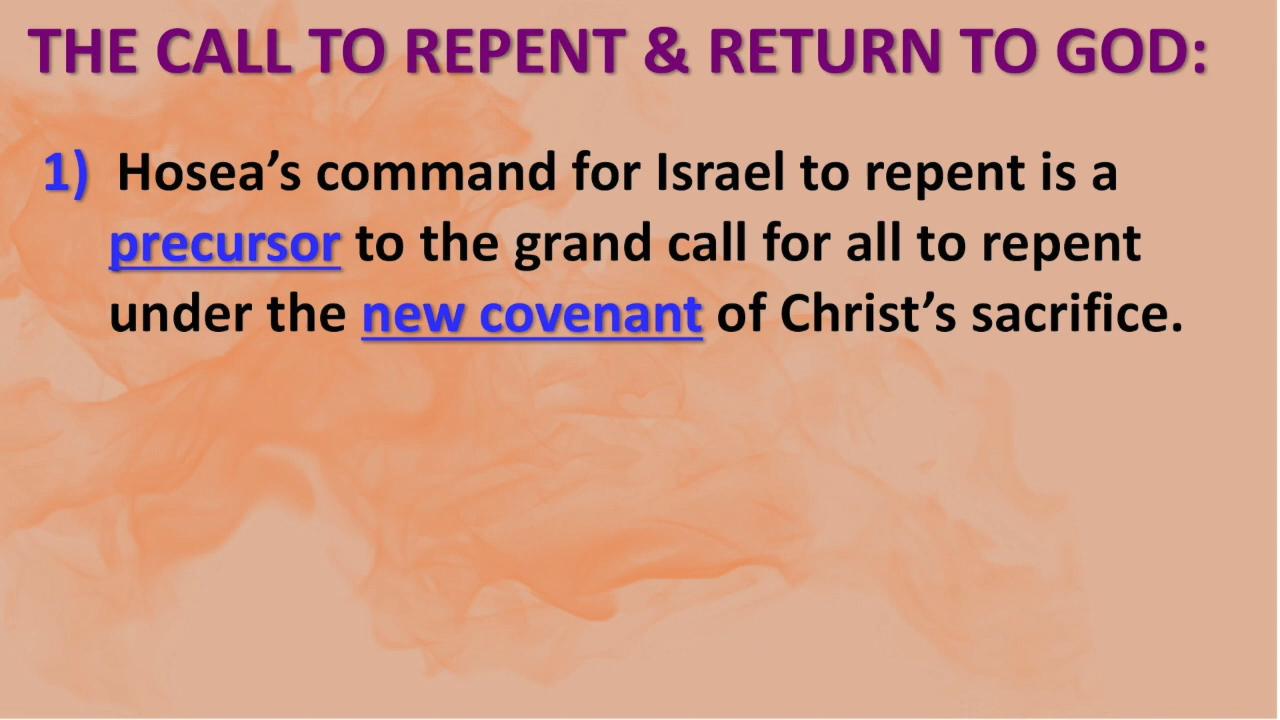 THE CALL TO REPENT & RETURN TO GOD:
1) Hosea’s command for Israel to repent is a
precursor to the grand call for all to repent
under the new covenant of Christ’s sacrifice.